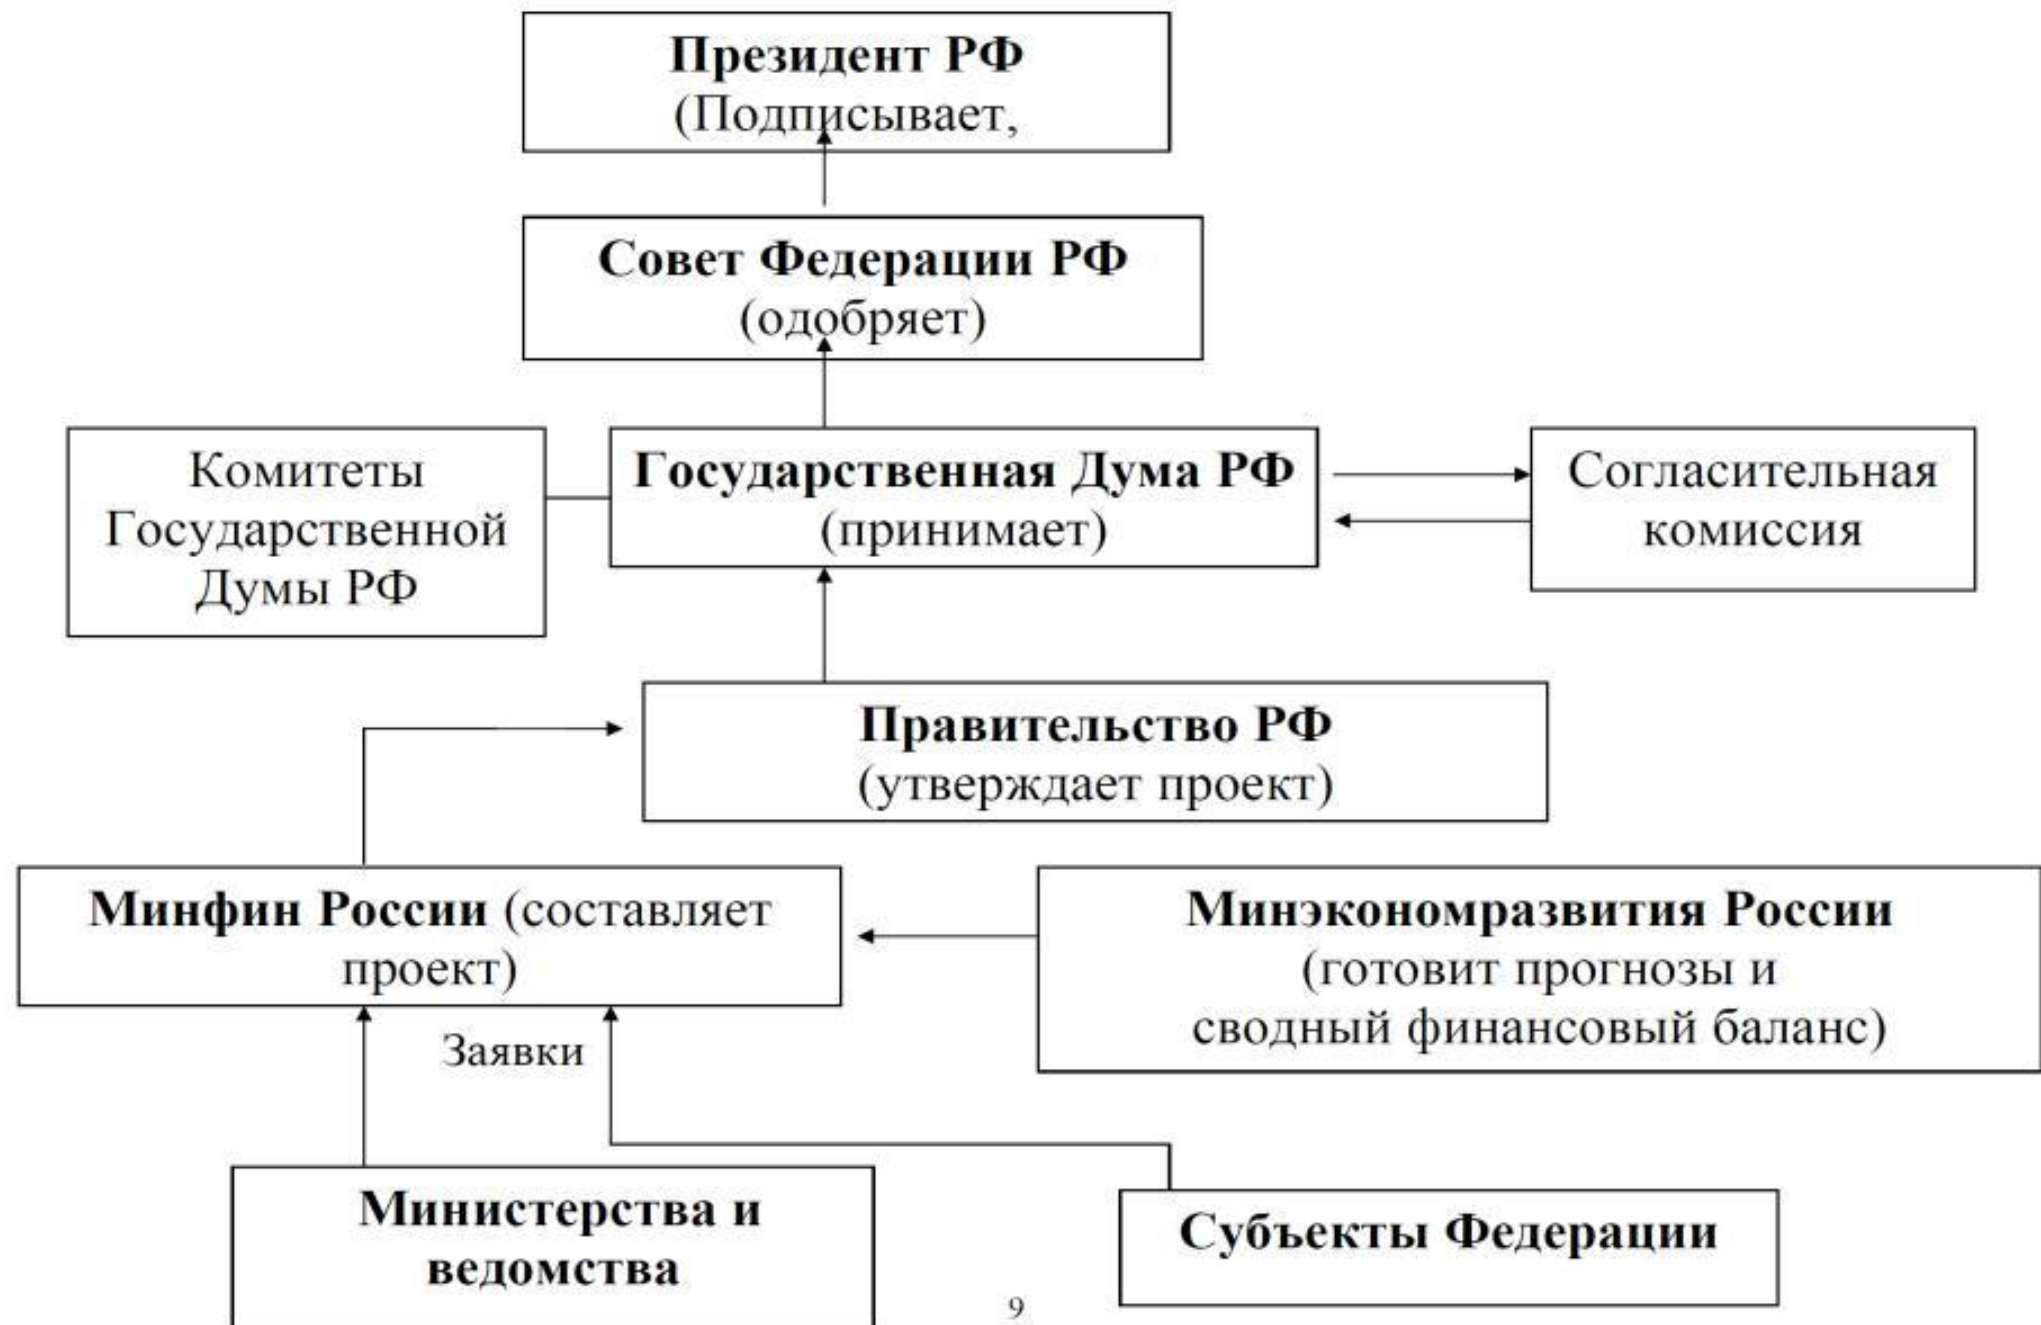 Президент РФ
(Подписывает,
Совет Федерации РФ
(одобряет)
Комитеты
Государственной
Думы РФ
Государственная Дума РФ
(принимает)
Согласительная
комиссия
Правительство РФ
(утверждает проект)
Минфин России (составляет
проект)
Минэкономразвития России
(готовит прогнозы и
сводный финансовый баланс)
Заявки
Министерства и
ведомства
Субъекты Федерации
9